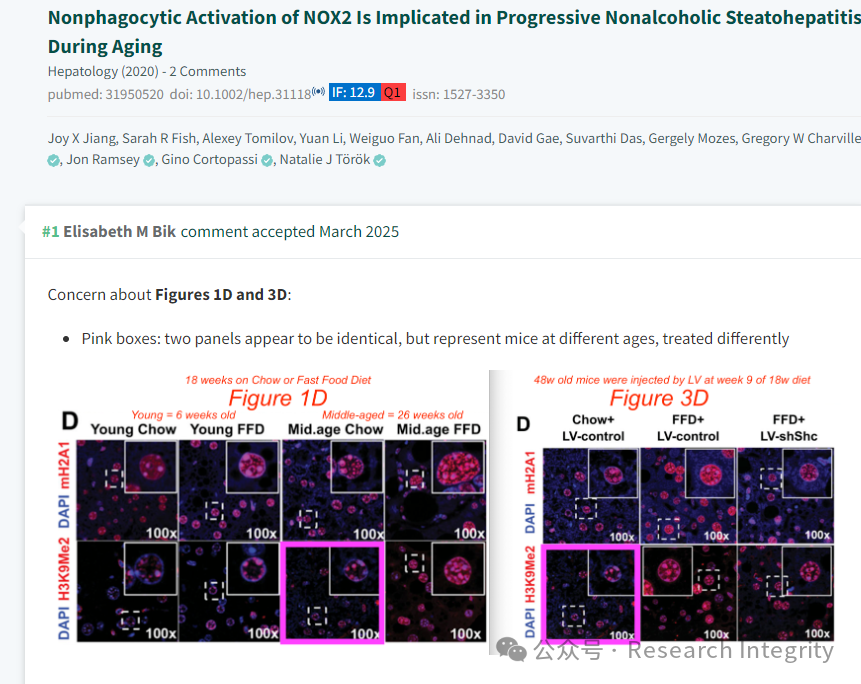 Nonphagocytic Activation of NOX2 Is Implicated in Progressive Nonalcoholic Steatohepatitis
During Aging
Hepatology (2020) - 2 Comments
pubmed: 31950520 doi: 10.1002/hep.31118 IF: 12.9 Q1 issn: 1527-3350
Joy X Jiang, Sarah R Fish, Alexey Tomilov, Yuan Li, Weiguo Fan, Ali Dehnad, David Gae, Suvarthi Das, Gergely Mozes, Gregory W Charville
, Jon Ramsey , Gino Cortopassi , Natalie J Török
#1 Elisabeth M Bik comment accepted March 2025
Concern about Figures 1D and 3D:
• Pink boxes: two panels appear to be identical, but represent mice at different ages, treated differently
18 weeks on Chow or Fast Food Diet
Figure 1D
Young = 6 weeks old Middle-aged = 26 weeks old
D Young Chow Young FFD Mid.age Chow Mid.age FFD
DAPI mH2A1
100x 100x 100x 100x
DAPI H3K9Me2
100x 100x 100x 100x
48w old mice were injected by LV at week 9 of 18w diet
Figure 3D
D Chow+ FFD+ FFD+
LV-control LV-control LV-shShc
DAPI mH2A1
100x 100x 100x
DAPI H3K9Me2
100x 100x 100x
公众号 · Research Integrity